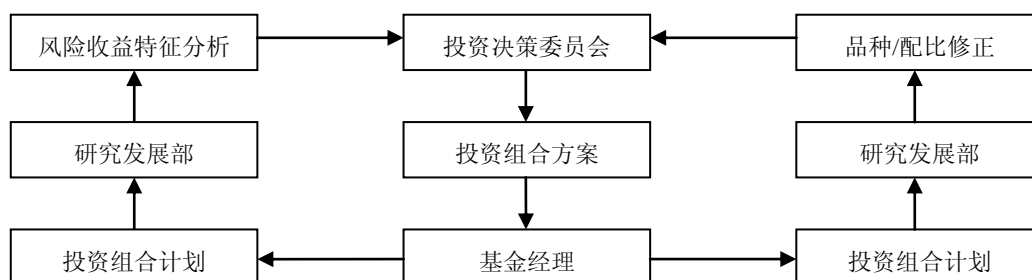 风险收益特征分析
投资决策委员会
品种/配比修正
研究发展部
投资组合方案
研究发展部
投资组合计划
基金经理
投资组合计划